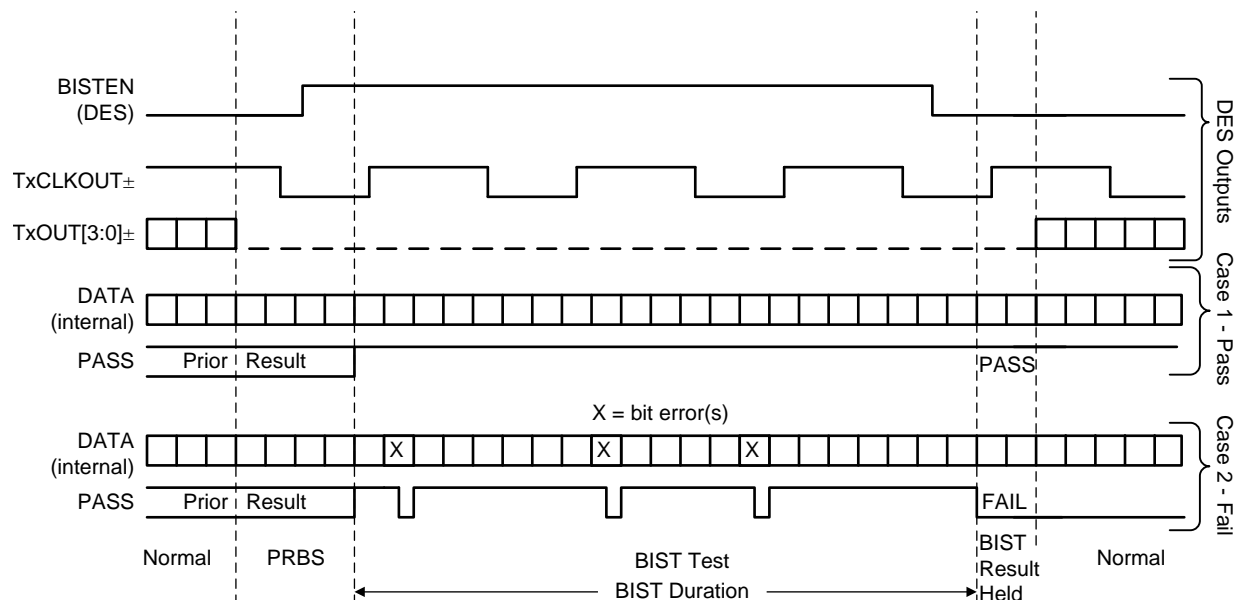 BISTEN
(DES)
TxCLKOUT±
TxOUT[3:0]±
DES Outputs
DATA
(internal)
PASS
Prior Result
PASS
Case 1 - Pass
X = bit error(s)
DATA
(internal)
X
X
X
PASS
Prior Result
FAIL
Case 2 - Fail
Normal
PRBS
BIST Test
BIST Duration
BIST
Result
Held
Normal